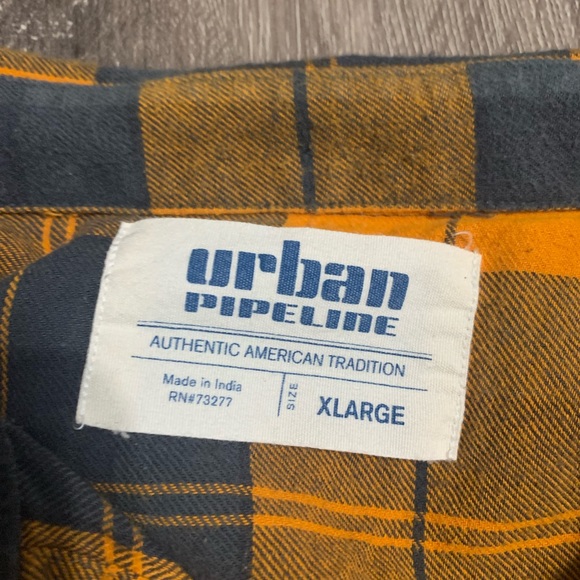 urban
PIPELINE
AUTHENTIC AMERICAN TRADITION
Made in India
RN#73277
SIZE
XLARGE